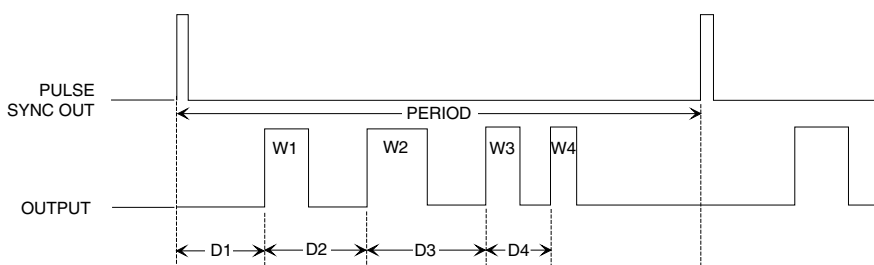 PULSE
SYNC OUT
PERIOD
W1 W2 W3 W4
OUTPUT
D1 D2 D3 D4